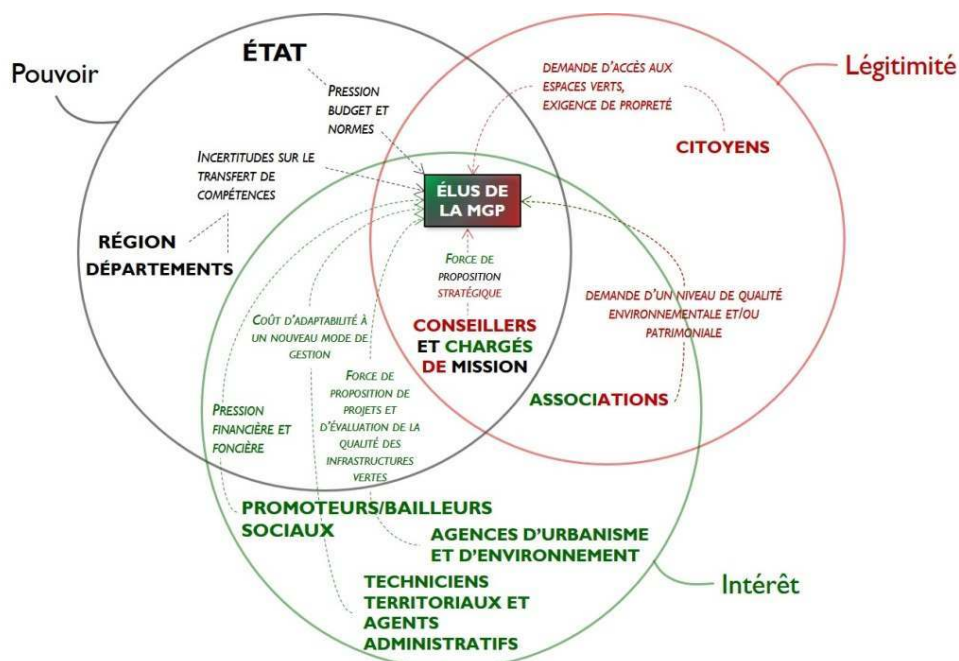 Pouvoir
ÉTAT
PRESSION
BUDGET ET
NORMES
INCERTITUDES SUR LE
TRANSFERT DE
COMPÉTENCES
RÉGION
DÉPARTEMENTS
DEMANDE D'ACCÈS AUX
ESPACES VERTS,
EXIGENCE DE PROPRETÉ
Légitimité
CITOYENS
ÉLUS DE
LA MGP
FORCE DE
PROPOSITION
STRATÉGIQUE
CONSEILLERS
ET CHARGÉS
DE MISSION
DEMANDE D'UN NIVEAU DE QUALITÉ
ENVIRONNEMENTALE ET/OU
PATRIMONIALE
ASSOCIATIONS
COÛT D'ADAPTABILITÉ À
UN NOUVEAU MODE DE
GESTION
FORCE DE
PROPOSITION DE
PROJETS ET
D'ÉVALUATION DE LA
QUALITÉ DES
INFRASTRUCTURES
VERTES
PRESSION
FINANCIÈRE ET
FONCIÈRE
PROMOTEURS/BAILLEURS
SOCIAUX
AGENCES D'URBANISME
ET D'ENVIRONNEMENT
TECHNICIENS
TERRITORIAUX ET
AGENTS
ADMINISTRATIFS
Intérêt